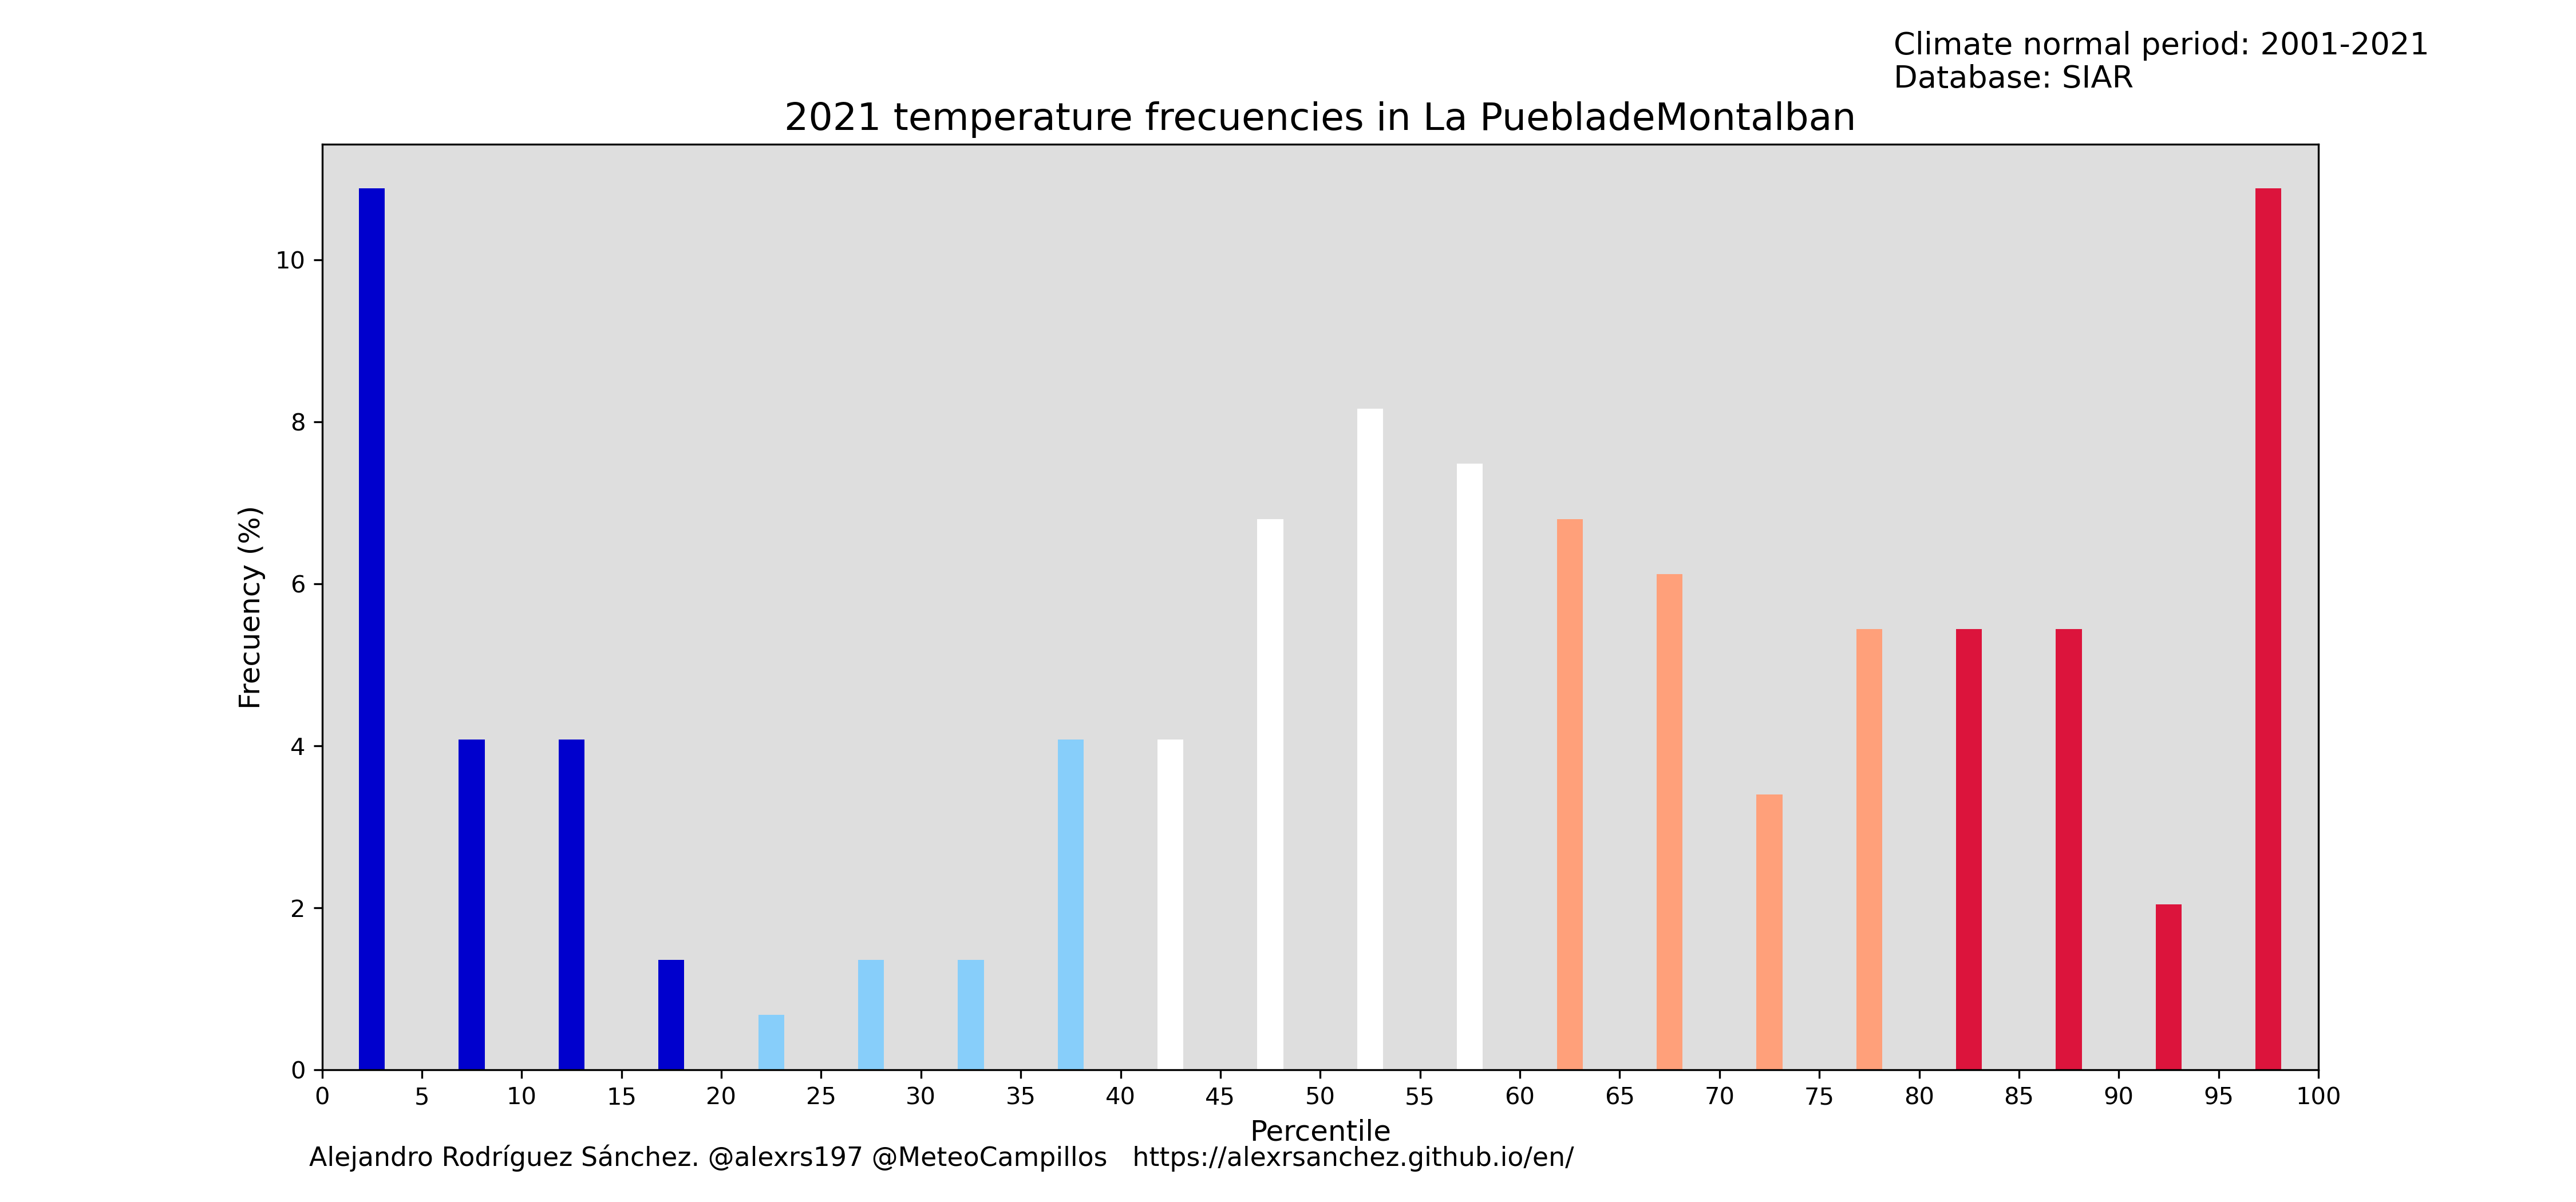 Climate normal period: 2001-2021
Database: SIAR
2021 temperature frecuencies in La PuebladeMontalban
Frecuency (%)
10
8
6
4
2
0
0 5 10 15 20 25 30 35 40 45 50 55 60 65 70 75 80 85 90 95 100
Percentile
Alejandro Rodríguez Sánchez. @alexrs197 @MeteoCampillos https://alexrsanchez.github.io/en/